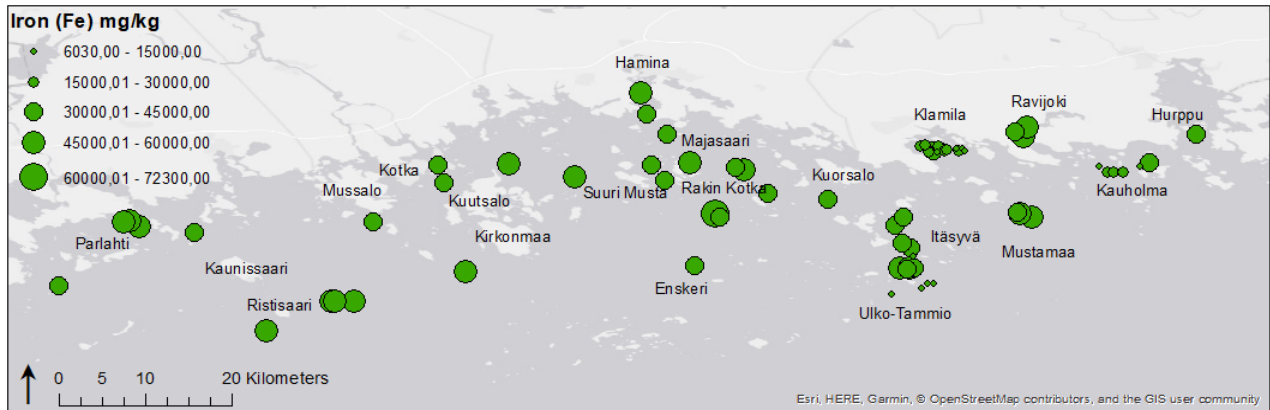 Iron (Fe) mg/kg
6030,00 - 15000,00
15000,01 - 30000,00
30000,01 - 45000,00
45000,01 - 60000,00
60000,01 - 72300,00
Hamina
Klamila
Ravijoki
Hurppu
Majasaari
Kotka
Mussalo
Kuutsalo
Suuri Musta
Rakin Kotka
Kuorsalo
Kauholma
Parlahti
Kirkonmaa
Itäsyvä
Mustamaa
Kaunissaari
Enskeri
Ristisaari
Ulko-Tammio
0 5 10 20 Kilometers
Esri, HERE, Garmin, © OpenStreetMap contributors, and the GIS user community